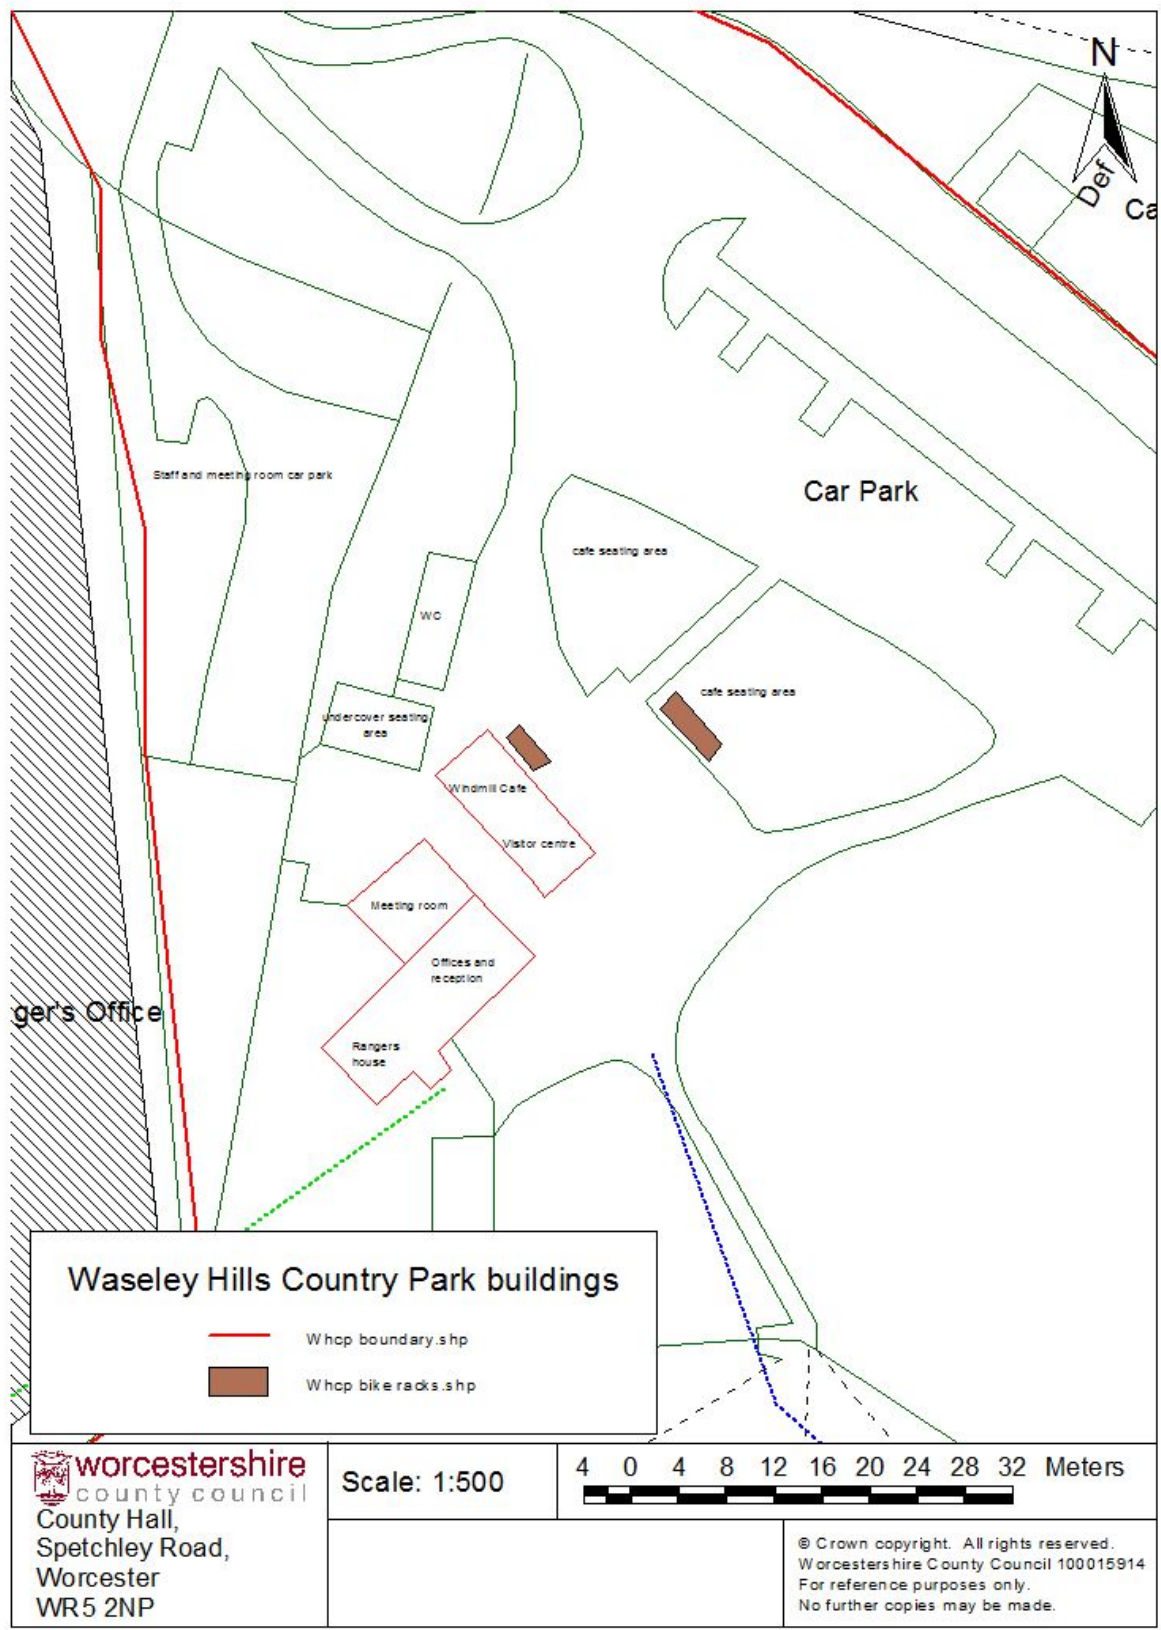 N
Def
Ca
Staff and meeting room car park
Car Park
cafe seating area
WC
cafe seating area
undercover seating
area
Windmill Cafe
Visitor centre
Meeting room
Offices and
reception
ger's Office
Rangers
house
Waseley Hills Country Park buildings
Whcp boundary.shp
Whcp bike racks.shp
worcestershire
county council
County Hall,
Spetchley Road,
Worcester
WR5 2NP
Scale: 1:500
4 0 4 8 12 16 20 24 28 32 Meters
© Crown copyright. All rights reserved.
Worcestershire County Council 100015914
For reference purposes only.
No further copies may be made.